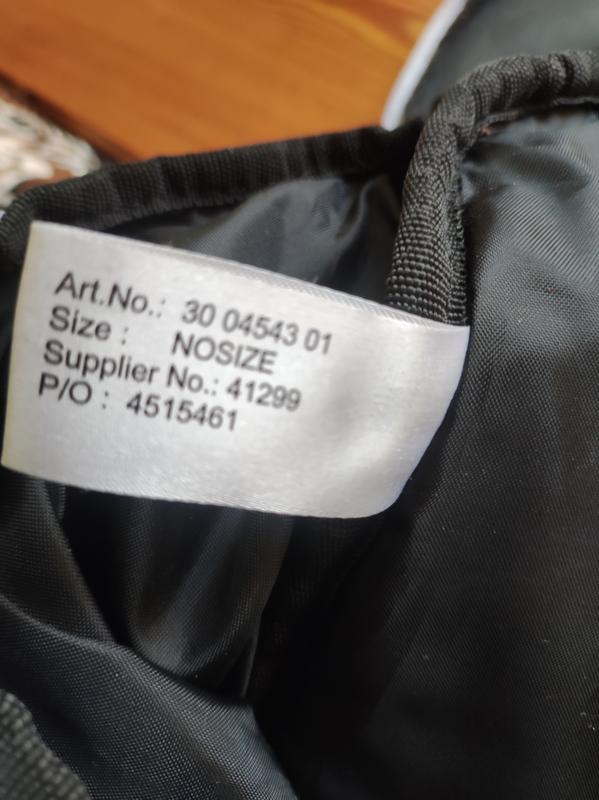 Art.No.: 30 04543 01
Size : NOSIZE
Supplier No.: 41299
P/O : 4515461